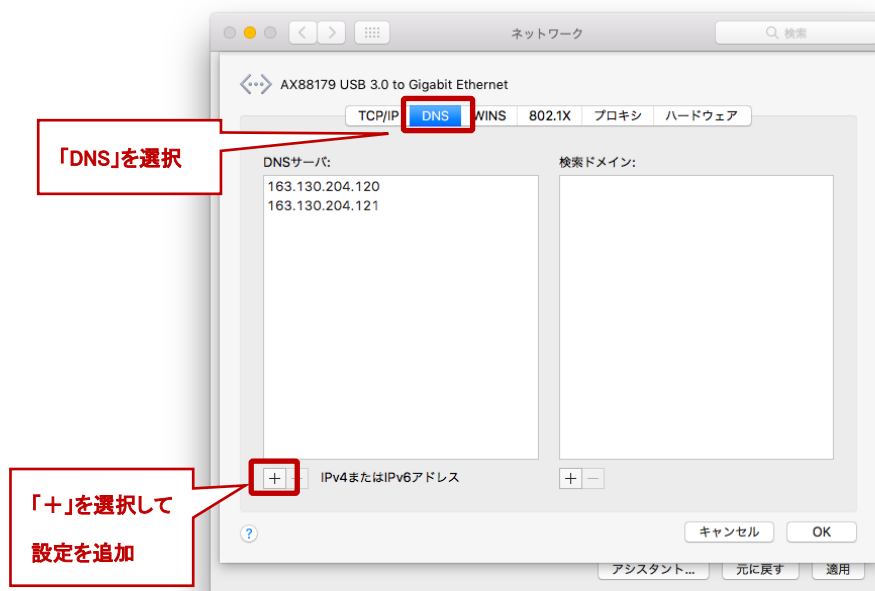 ネットワーク
検索
AX88179 USB 3.0 to Gigabit Ethernet
TCP/IP DNS WINS 802.1X プロキシ ハードウェア
「DNS」を選択
DNSサーバ:
検索ドメイン:
163.130.204.120
163.130.204.121
+ − IPv4またはIPv6アドレス
+ −
「＋」を選択して
設定を追加
?
キャンセル
OK
アシスタント...
元に戻す
適用